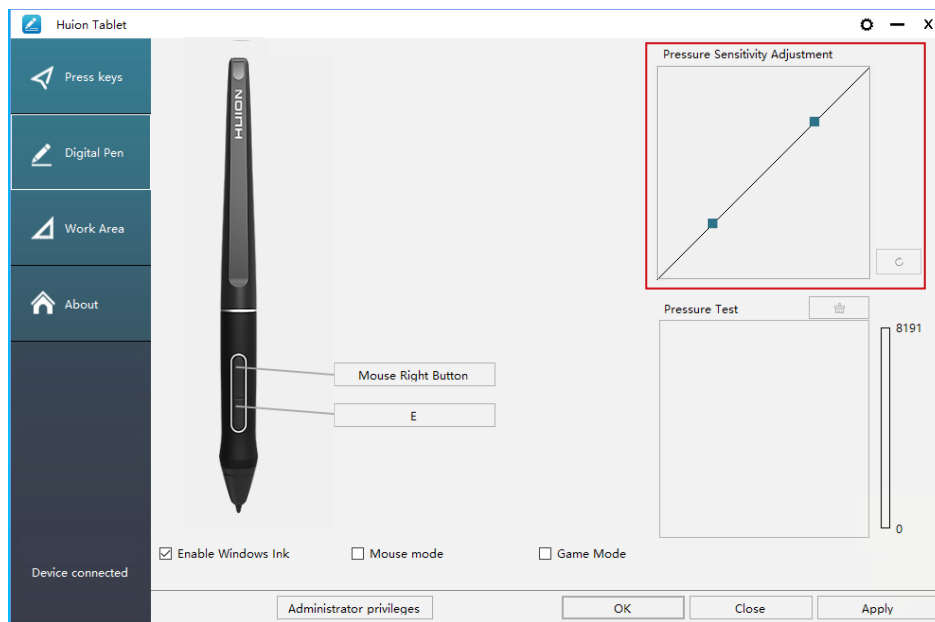 Huion Tablet
Press keys
Digital Pen
Work Area
About
Device connected
HUION
Mouse Right Button
E
Pressure Sensitivity Adjustment
Pressure Test
8191
0
Enable Windows Ink
Mouse mode
Game Mode
Administrator privileges
OK
Close
Apply